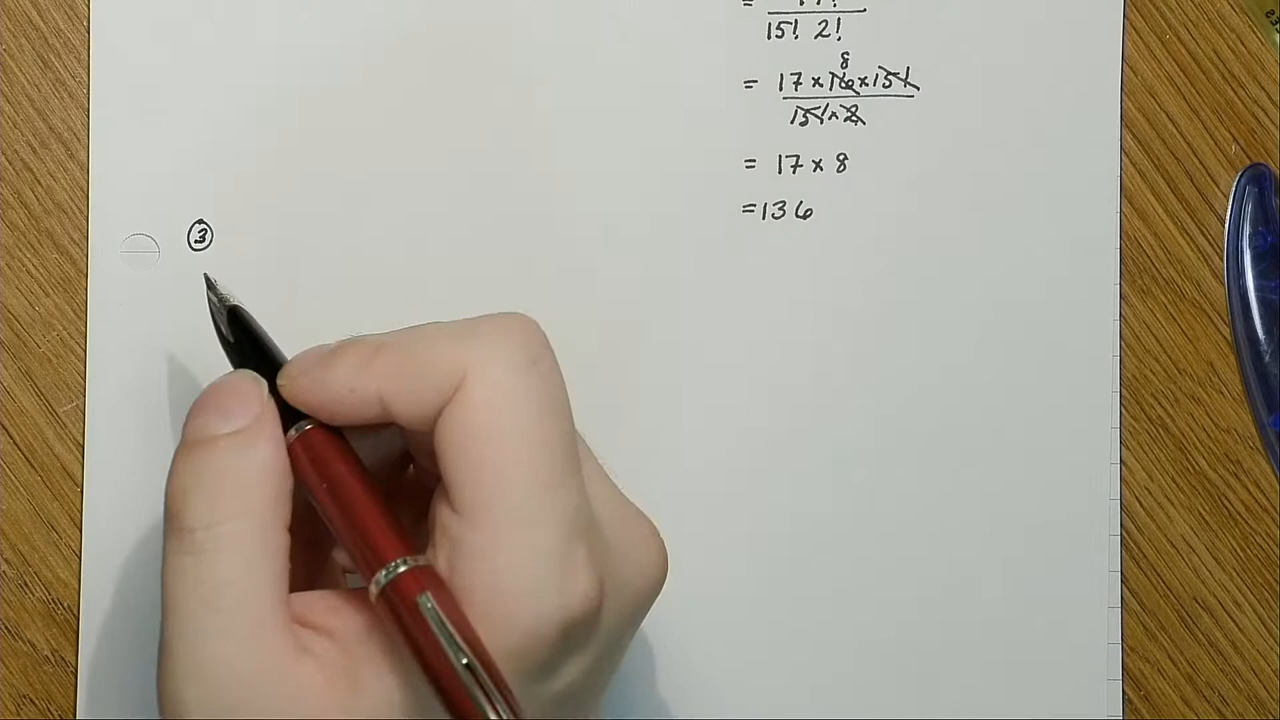 15! 2!
8
= 17 × 16 × 15!
15! × 2
= 17 × 8
= 136
③